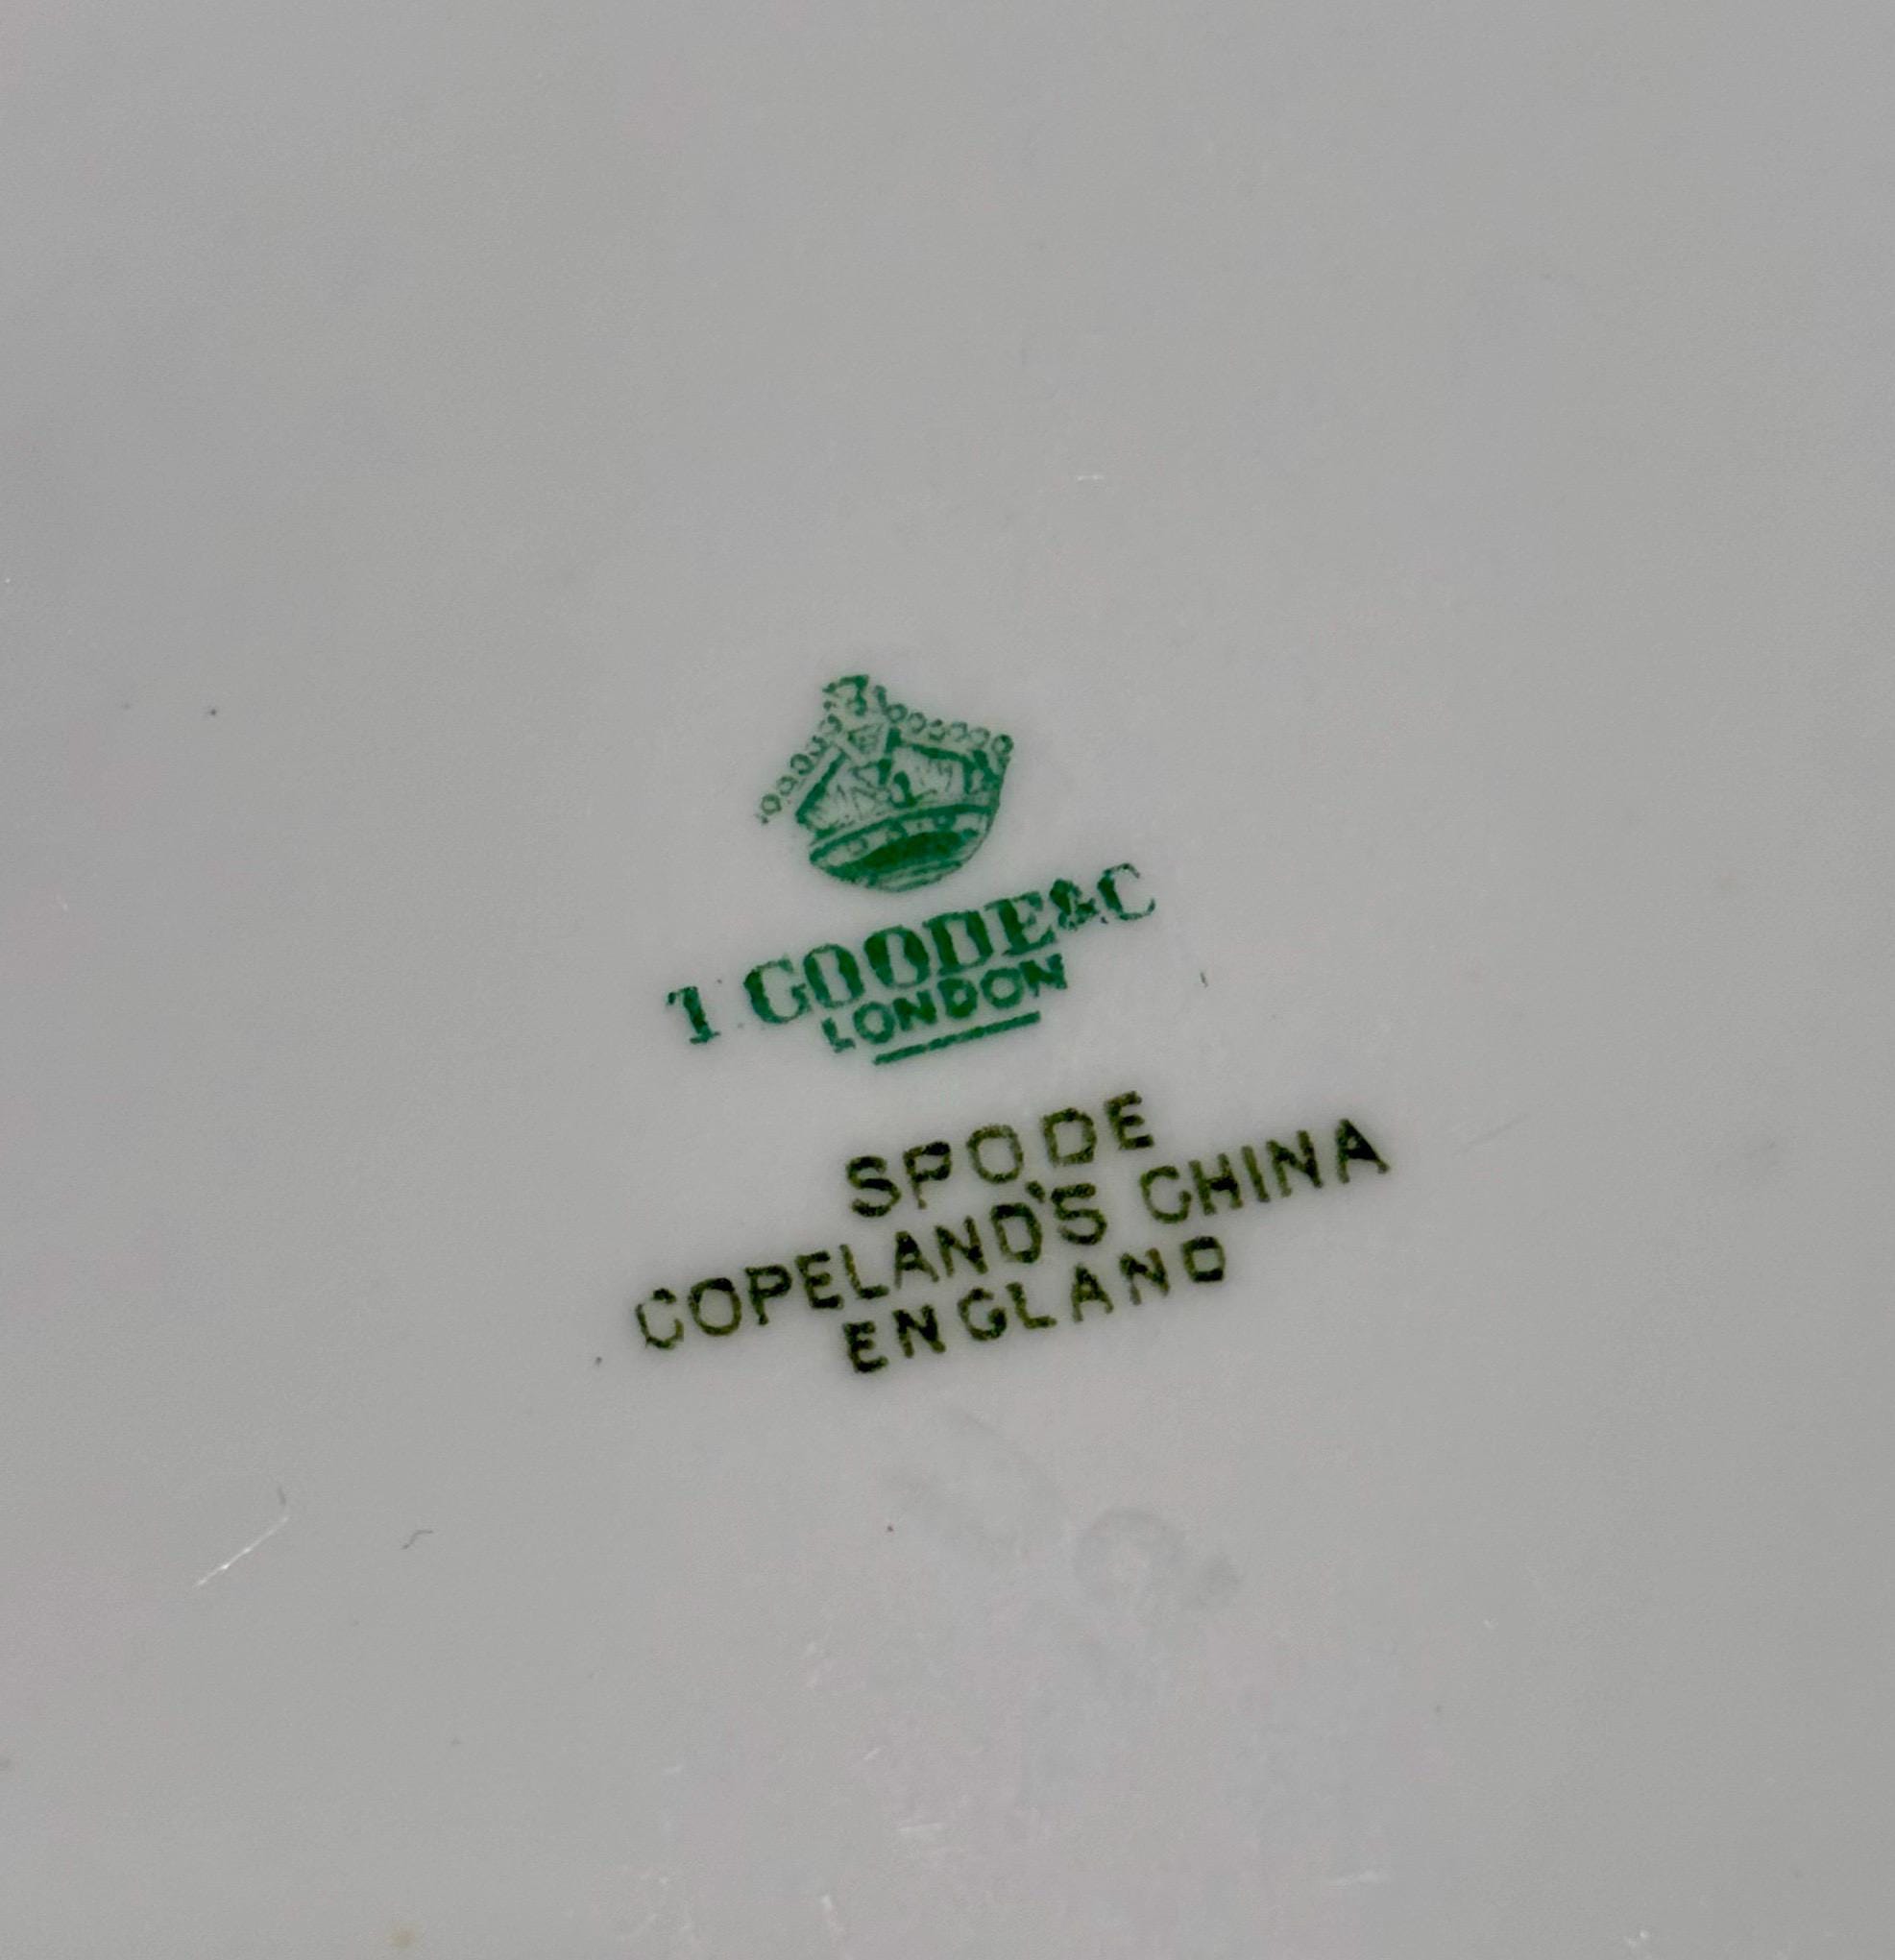 T. GOODE & C
LONDON
SPODE
COPELAND'S CHINA
ENGLAND